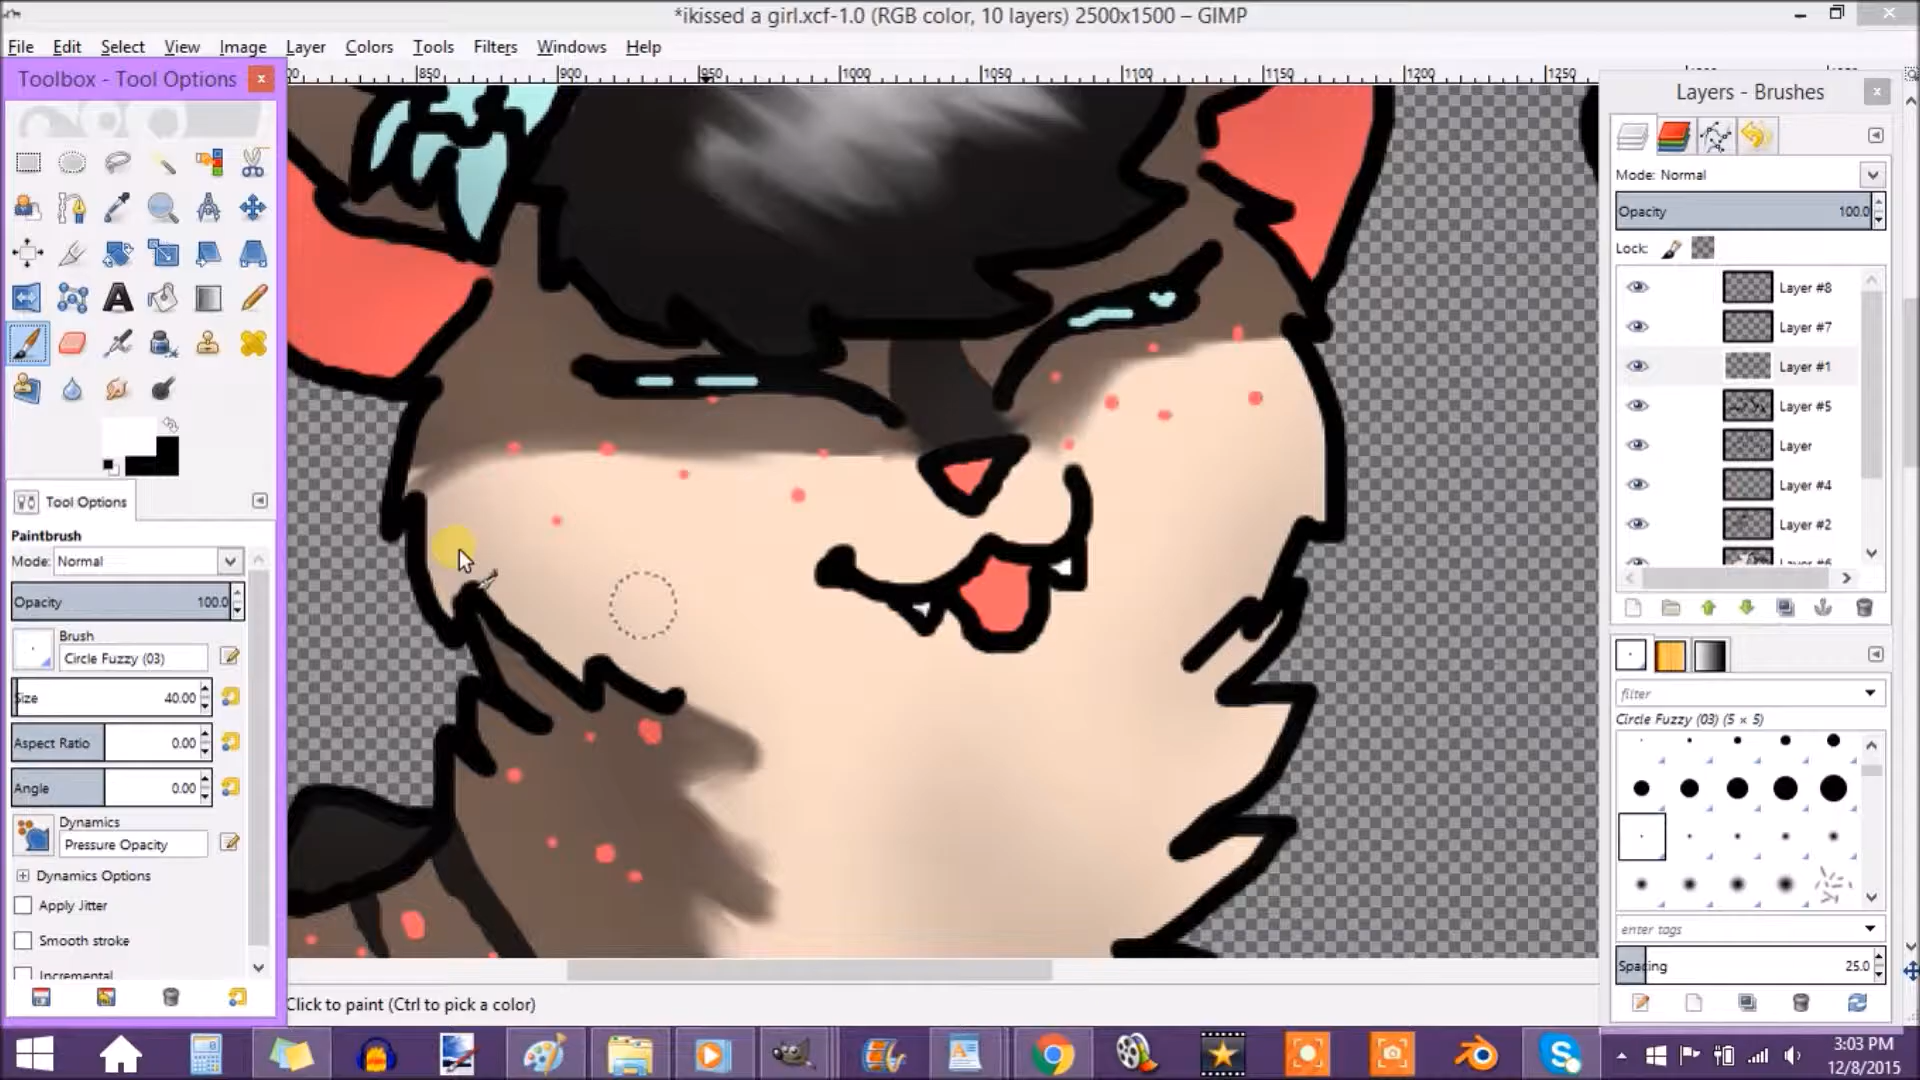 *ikissed a girl.xcf-1.0 (RGB color, 10 layers) 2500x1500 – GIMP
File Edit Select View Image Layer Colors Tools Filters Windows Help
Toolbox - Tool Options
850 900 950 1000 1050 1100 1150 1200 1250
Layers - Brushes
Mode: Normal
Opacity 100.0
Lock:
Layer #8
Layer #7
Layer #1
Layer #5
Layer
Layer #4
Layer #2
Layer #6
Tool Options
Paintbrush
Mode: Normal
Opacity 100.0
Brush
Circle Fuzzy (03)
Size 40.00
Aspect Ratio 0.00
Angle 0.00
Dynamics
Pressure Opacity
Dynamics Options
Apply Jitter
Smooth stroke
Incremental
filter
Circle Fuzzy (03) (5 × 5)
enter tags
Spacing 25.0
Click to paint (Ctrl to pick a color)
3:03 PM
12/8/2015